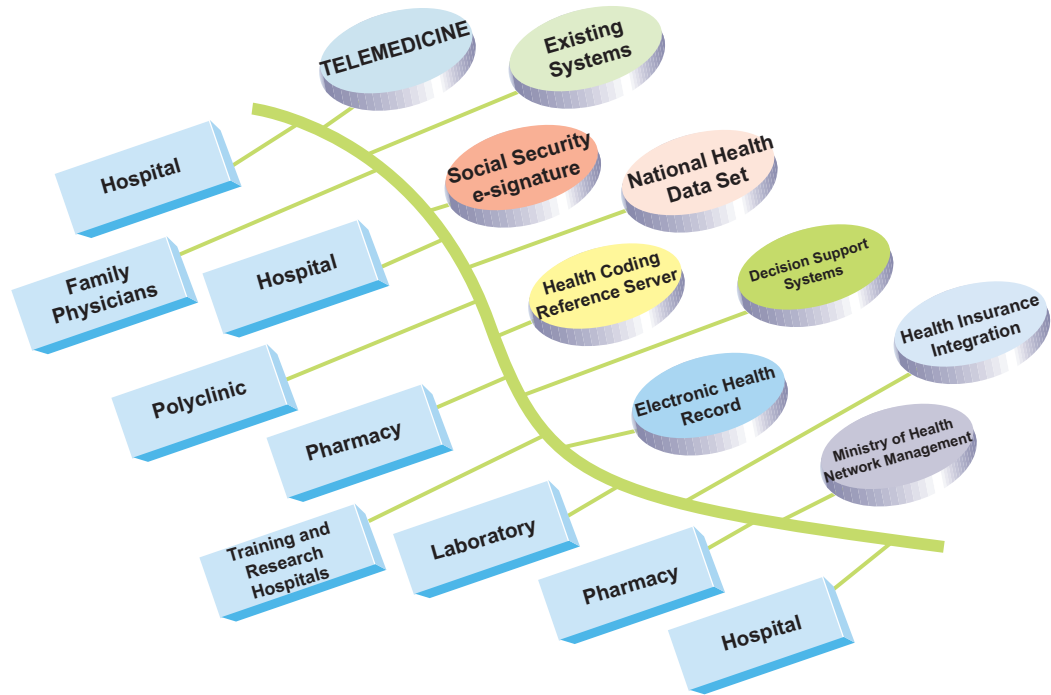 TELEMEDICINE
Existing
Systems
Hospital
Social Security
e-signature
National Health
Data Set
Family
Physicians
Hospital
Health Coding
Reference Server
Decision Support
Systems
Health Insurance
Integration
Polyclinic
Pharmacy
Electronic Health
Record
Ministry of Health
Network Management
Training and
Research
Hospitals
Laboratory
Pharmacy
Hospital